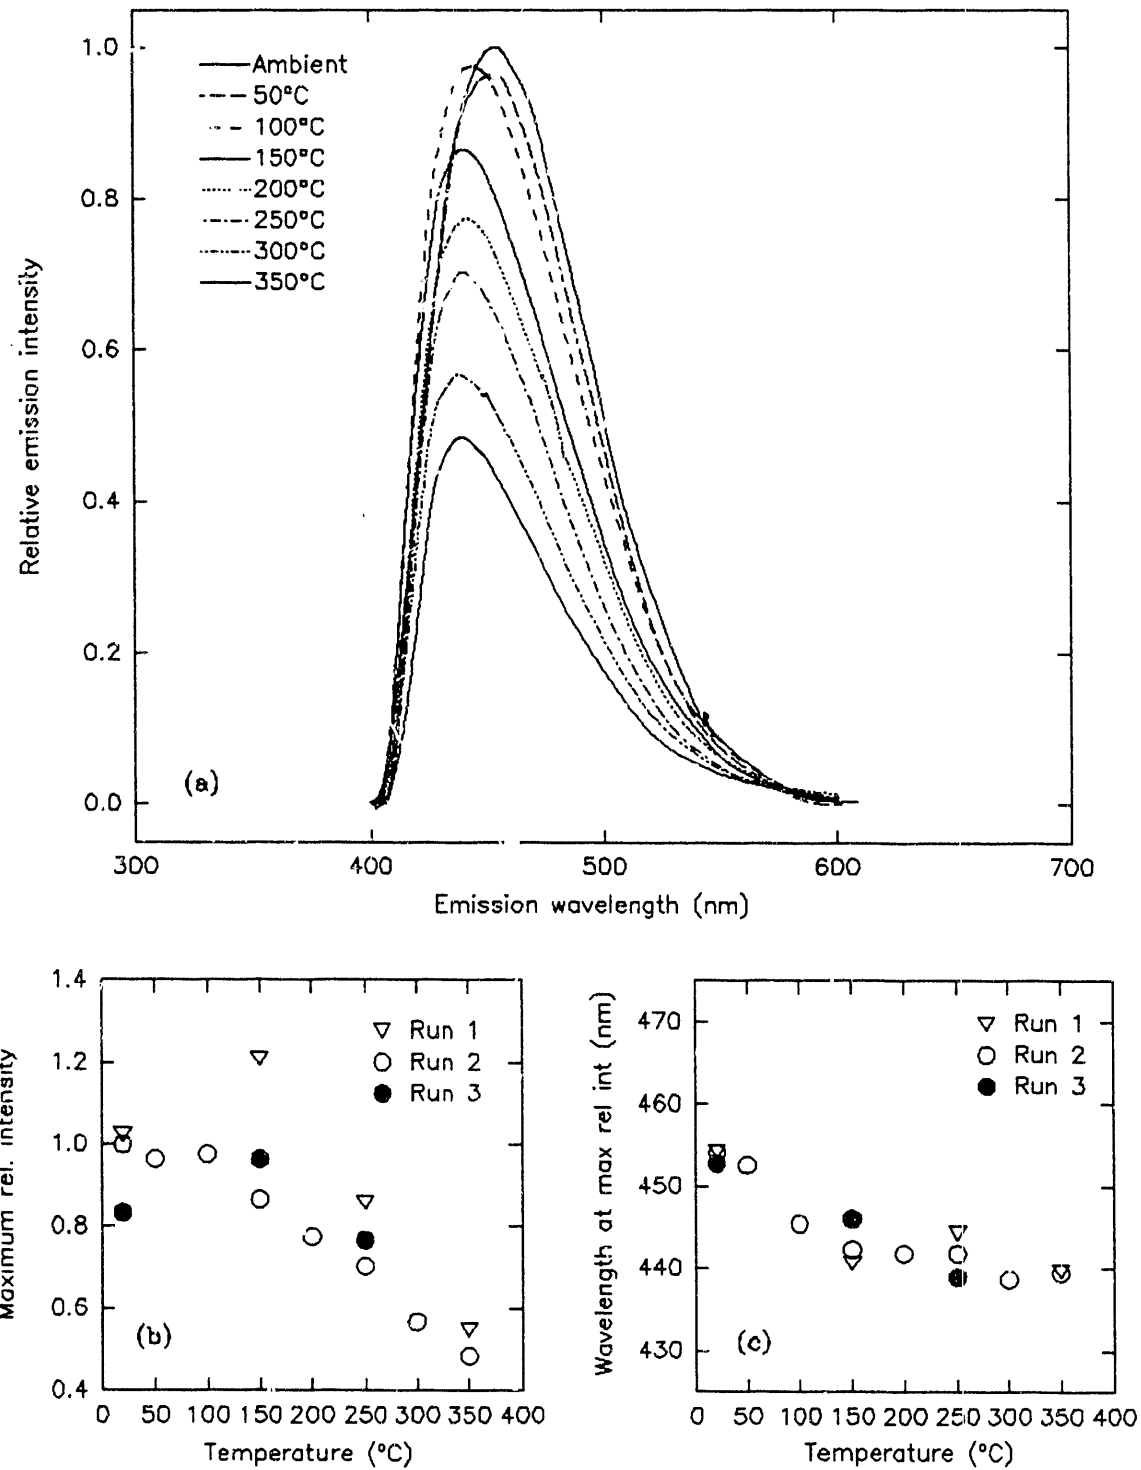 1.0
0.8
0.6
0.4
0.2
0.0
Relative emission intensity
Ambient
50°C
100°C
150°C
200°C
250°C
300°C
350°C
(a)
300 400 500 600 700
Emission wavelength (nm)
1.4
1.2
1.0
0.8
0.6
0.4
Maximum rel. intensity
Run 1
Run 2
Run 3
(b)
0 50 100 150 200 250 300 350 400
Temperature (°C)
470
460
450
440
430
Wavelength at max rel int (nm)
Run 1
Run 2
Run 3
(c)
0 50 100 150 200 250 300 350 400
Temperature (°C)